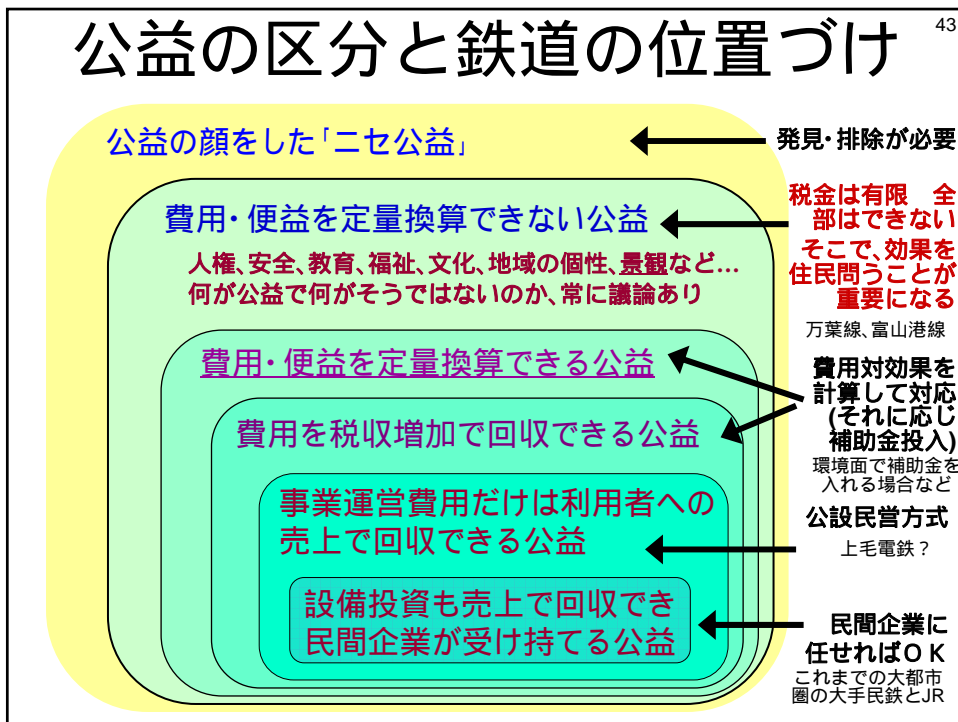 公益の区分と鉄道の位置づけ
43
公益の顔をした「ニセ公益」
発見・排除が必要
費用・便益を定量換算できない公益
人権、安全、教育、福祉、文化、地域の個性、景観など…
何が公益で何がそうではないのか、常に議論あり
税金は有限　全
部はできない
そこで、効果を
住民問うことが
重要になる
万葉線、富山港線
費用・便益を定量換算できる公益
費用を税収増加で回収できる公益
費用対効果を
計算して対応
(それに応じ
補助金投入)
環境面で補助金を
入れる場合など
事業運営費用だけは利用者への
売上で回収できる公益
公設民営方式
上毛電鉄？
設備投資も売上で回収でき
民間企業が受け持てる公益
民間企業に
任せればＯＫ
これまでの大都市
圏の大手民鉄とJR